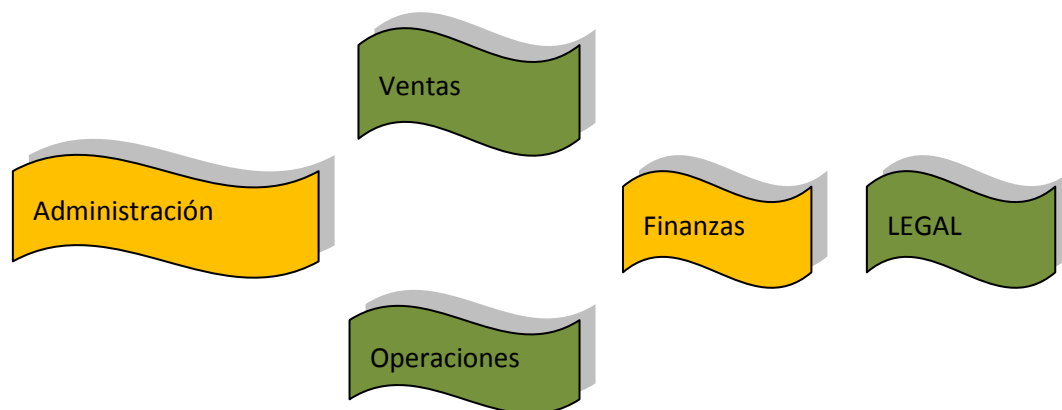 Ventas
Administración
Finanzas
LEGAL
Operaciones